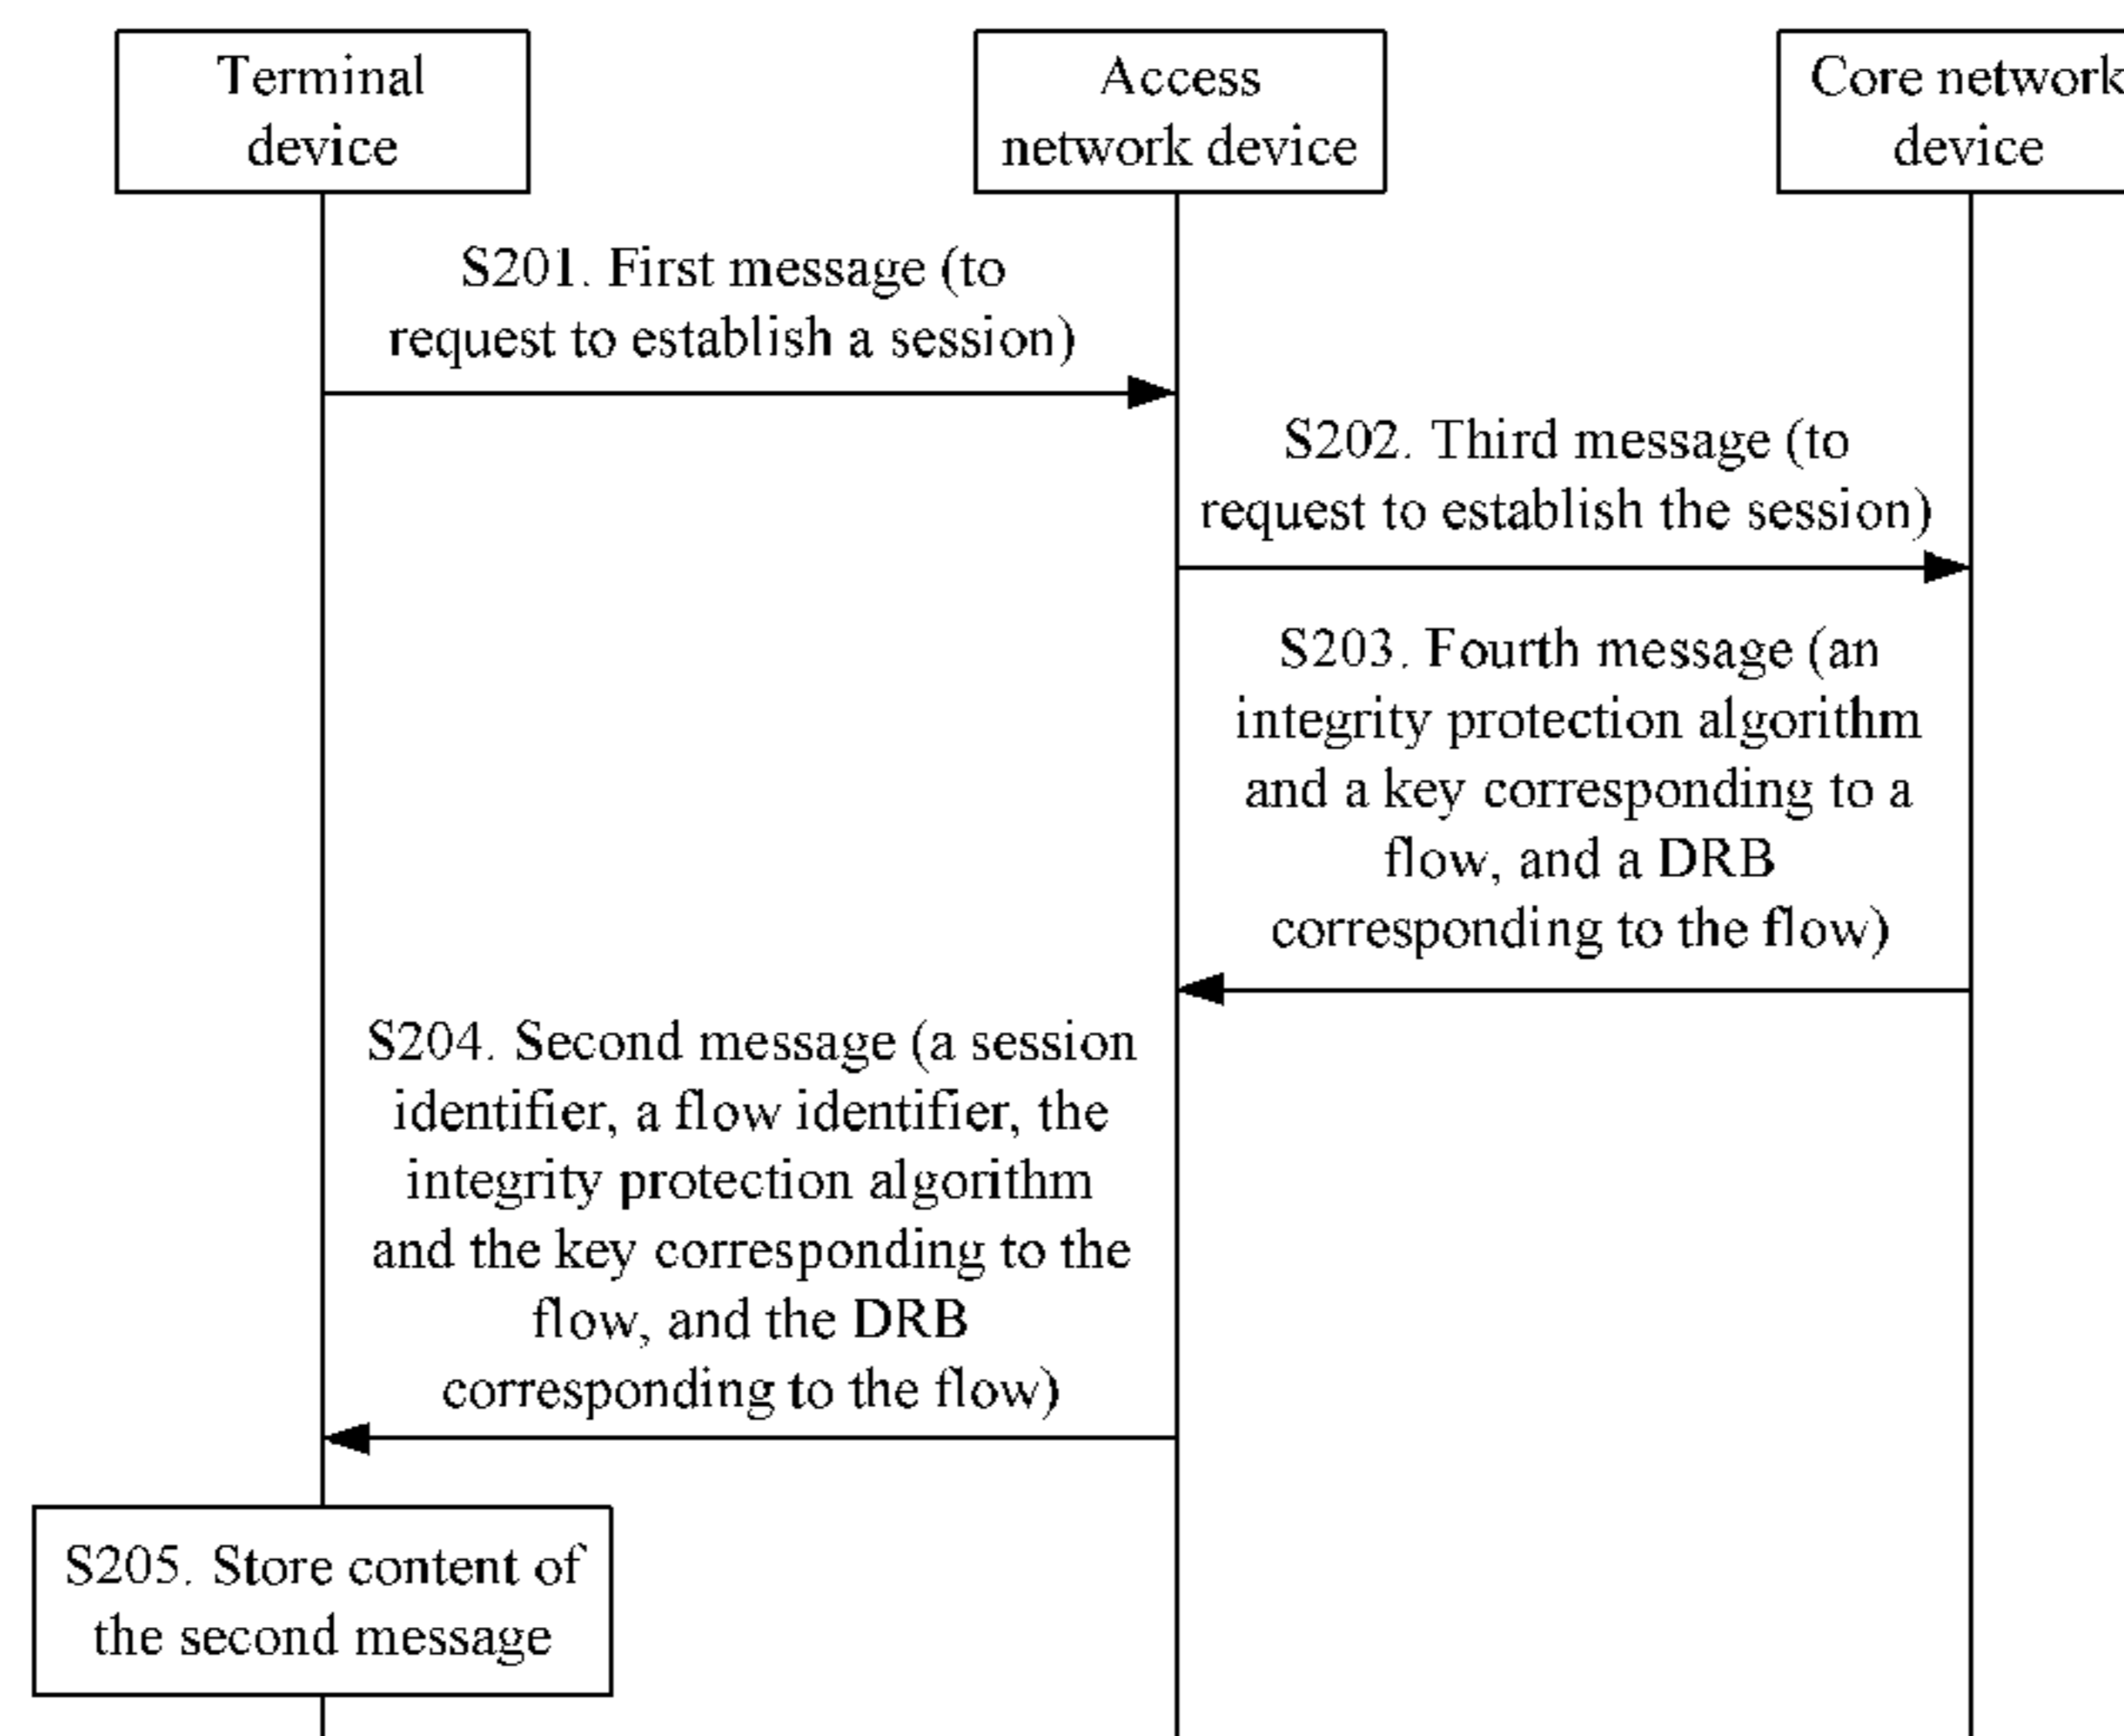 Terminal
device
Access
network device
Core network
device
S201. First message (to
request to establish a session)
S202. Third message (to
request to establish the session)
S203. Fourth message (an
integrity protection algorithm
and a key corresponding to a
flow, and a DRB
corresponding to the flow)
S204. Second message (a session
identifier, a flow identifier, the
integrity protection algorithm
and the key corresponding to the
flow, and the DRB
corresponding to the flow)
S205. Store content of
the second message